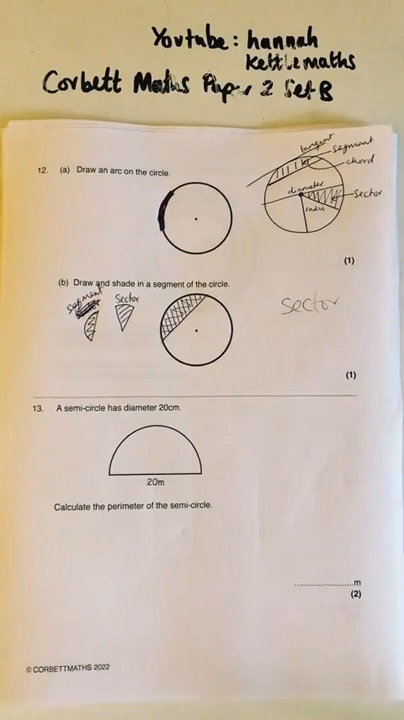 Youtube: hannah
kettlemaths
Corbett Maths Paper 2 Set B
12. (a) Draw an arc on the circle.
tangent
segment
chord
diameter
sector
radius
(1)
(b) Draw and shade in a segment of the circle.
segment
Sector
sector
(1)
13. A semi-circle has diameter 20cm.
20m
Calculate the perimeter of the semi-circle.
....................m
(2)
© CORBETTMATHS 2022